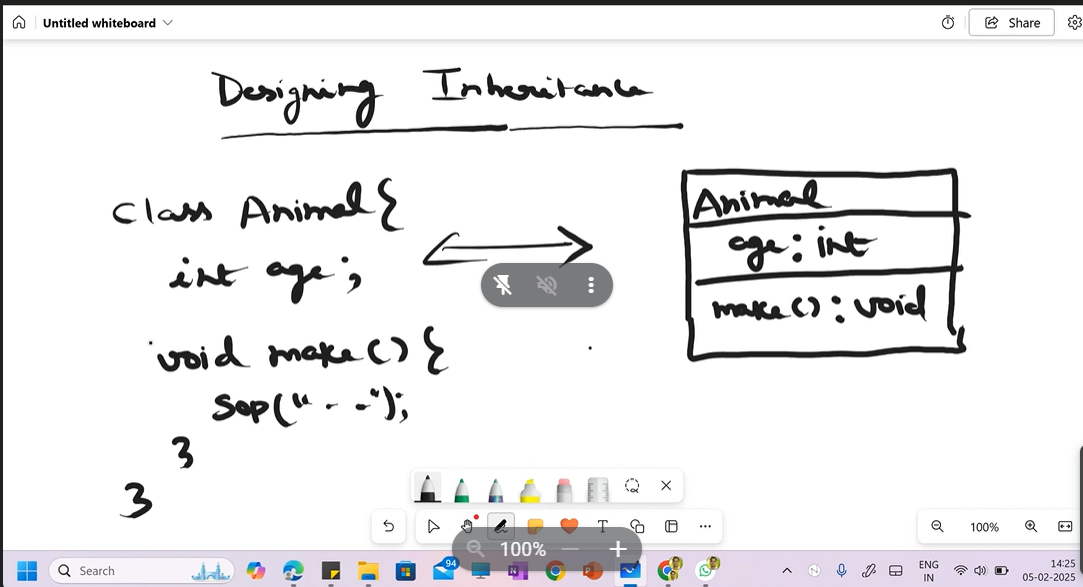 Untitled whiteboard
Share
Designing Inheritance
class Animal{
int age;
void make(){
Sop("- -");
}
}
Animal
age: int
make(): void
100%
100%
Search
94
ENG
IN
14:25
05-02-2025